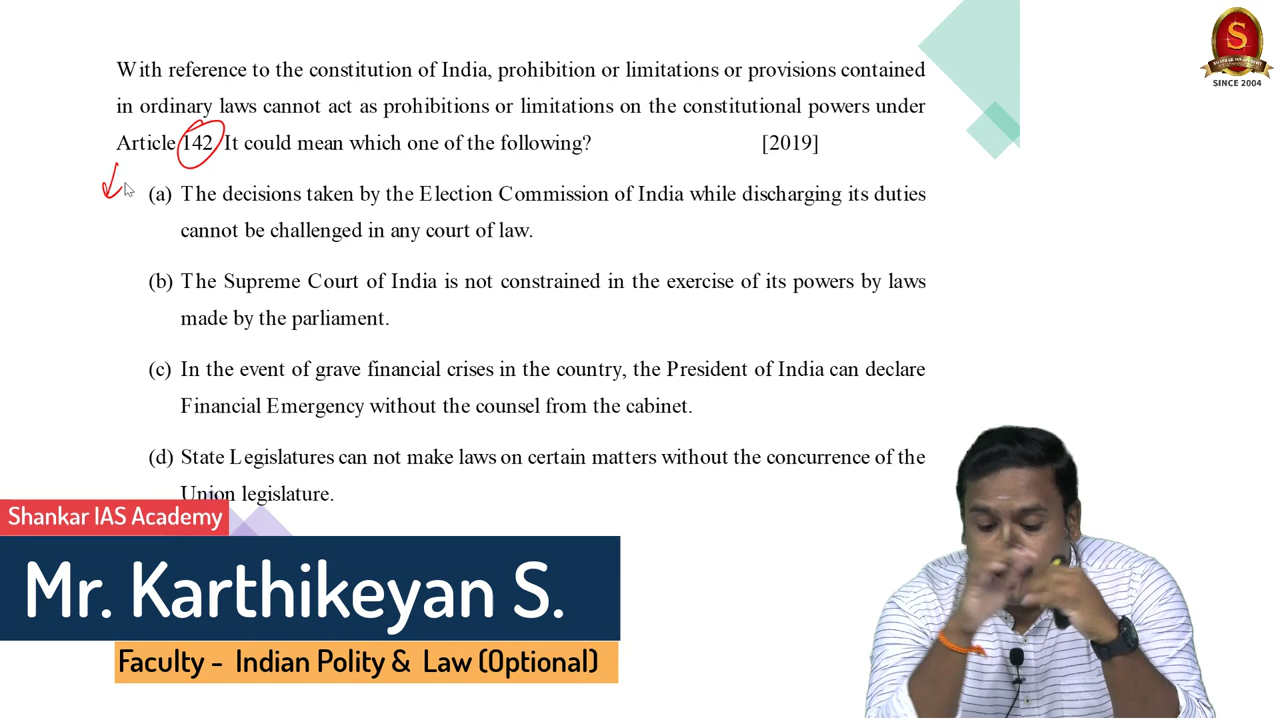 With reference to the constitution of India, prohibition or limitations or provisions contained
in ordinary laws cannot act as prohibitions or limitations on the constitutional powers under
Article 142. It could mean which one of the following? [2019]
(a) The decisions taken by the Election Commission of India while discharging its duties
cannot be challenged in any court of law.
(b) The Supreme Court of India is not constrained in the exercise of its powers by laws
made by the parliament.
(c) In the event of grave financial crises in the country, the President of India can declare
Financial Emergency without the counsel from the cabinet.
(d) State Legislatures can not make laws on certain matters without the concurrence of the
Union legislature.
S
SHANKAR IAS ACADEMY
SINCE 2004
Shankar IAS Academy
Mr. Karthikeyan S.
Faculty - Indian Polity & Law (Optional)